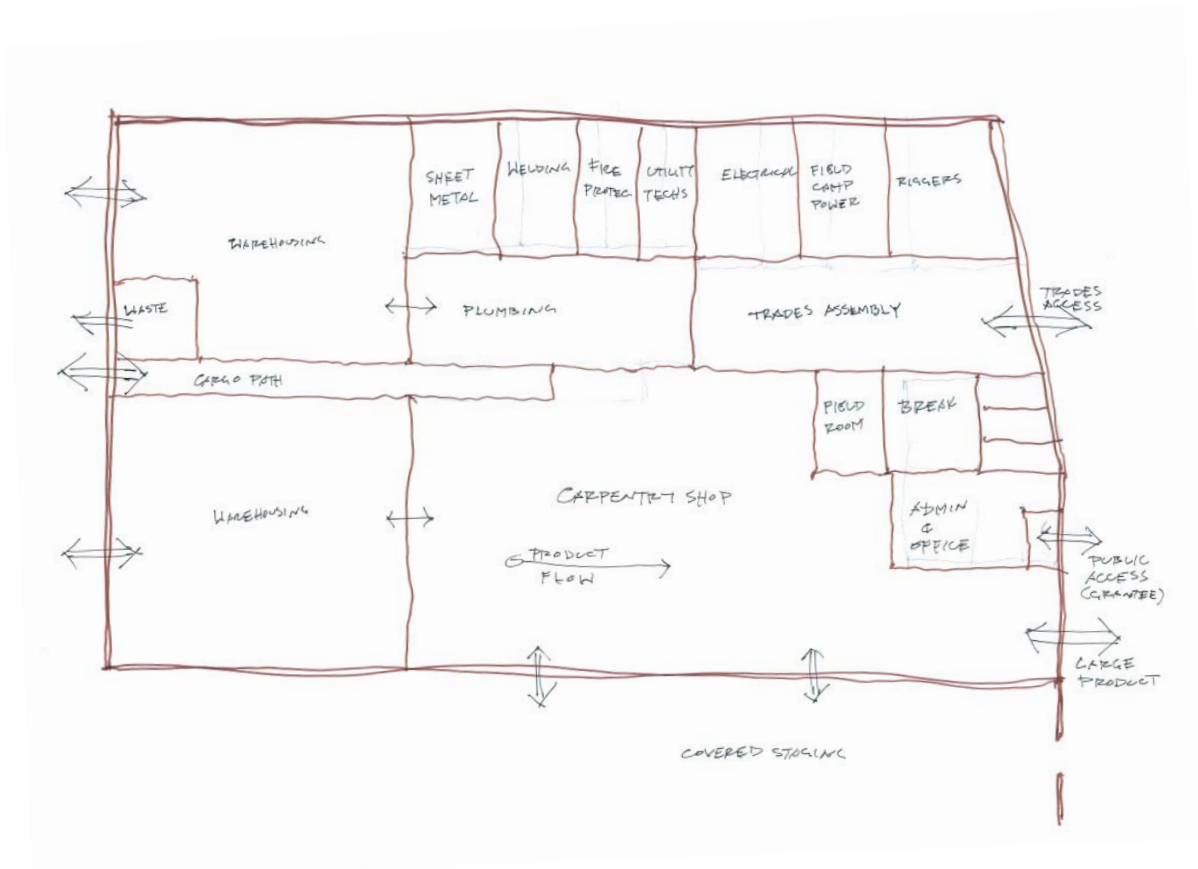 SHEET
METAL
WELDING
FIRE
PROTEC
UTILITY
TECHS
ELECTRICAL
FIELD
CAMP
POWER
RIGGERS
WAREHOUSING
WASTE
PLUMBING
TRADES ASSEMBLY
TRADES
ACCESS
CARGO PATH
FIELD
ROOM
BREAK
WAREHOUSING
CARPENTRY SHOP
ADMIN
&
OFFICE
PRODUCT
FLOW
PUBLIC
ACCESS
(GRANTEE)
LARGE
PRODUCT
COVERED STAGING